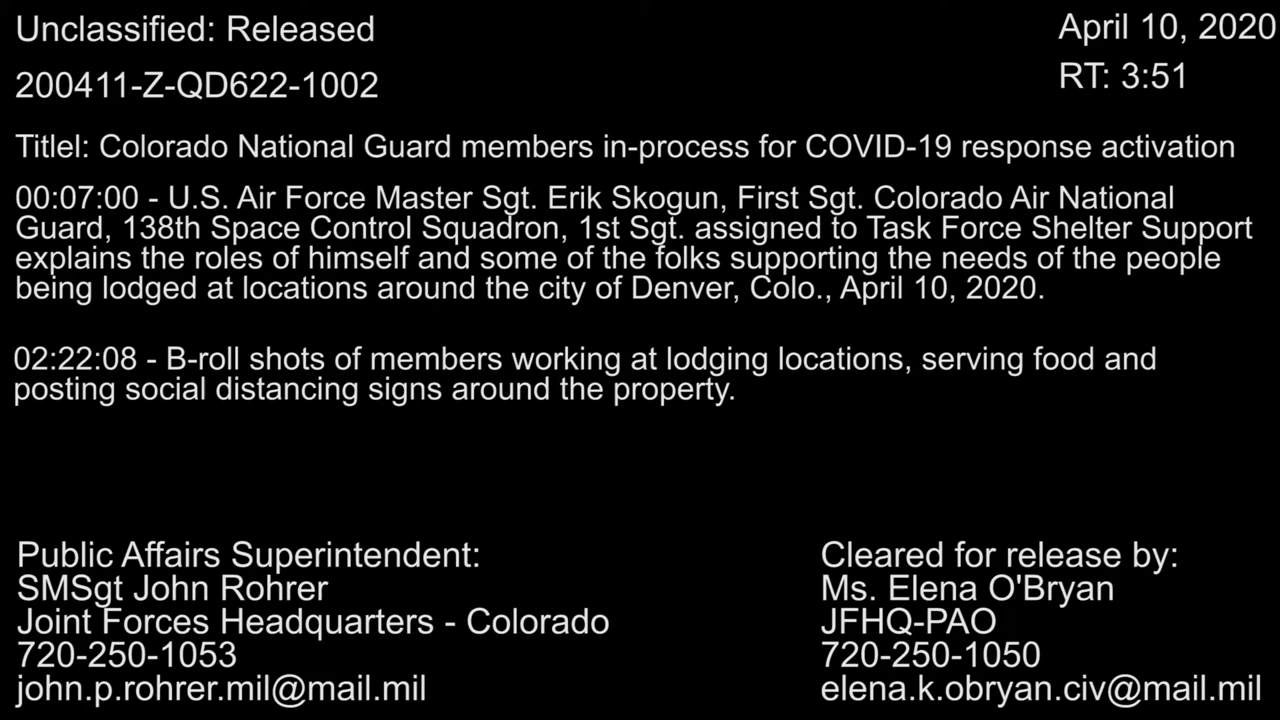 Unclassified: Released
April 10, 2020
200411-Z-QD622-1002
RT: 3:51
Titlel: Colorado National Guard members in-process for COVID-19 response activation
00:07:00 - U.S. Air Force Master Sgt. Erik Skogun, First Sgt. Colorado Air National
Guard, 138th Space Control Squadron, 1st Sgt. assigned to Task Force Shelter Support
explains the roles of himself and some of the folks supporting the needs of the people
being lodged at locations around the city of Denver, Colo., April 10, 2020.
02:22:08 - B-roll shots of members working at lodging locations, serving food and
posting social distancing signs around the property.
Public Affairs Superintendent:
SMSgt John Rohrer
Joint Forces Headquarters - Colorado
720-250-1053
john.p.rohrer.mil@mail.mil
Cleared for release by:
Ms. Elena O'Bryan
JFHQ-PAO
720-250-1050
elena.k.obryan.civ@mail.mil